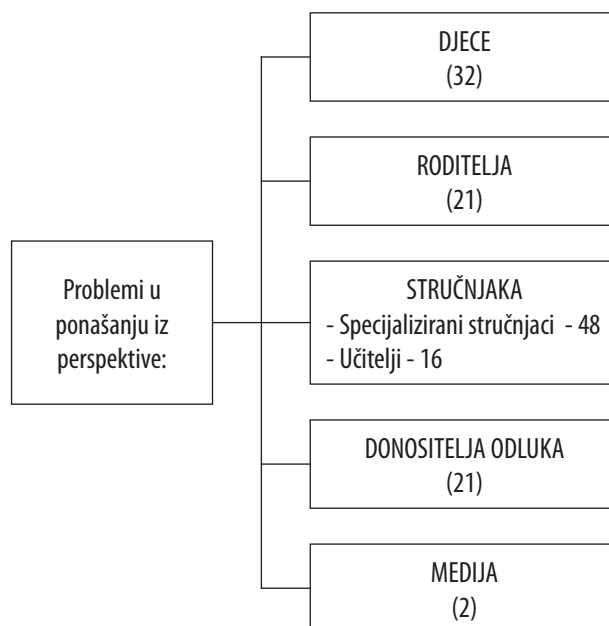 DJECE
(32)
RODITELJA
(21)
Problemi u
ponašanju iz
perspektive:
STRUČNJAKA
- Specijalizirani stručnjaci - 48
- Učitelji - 16
DONOSITELJA ODLUKA
(21)
MEDIJA
(2)